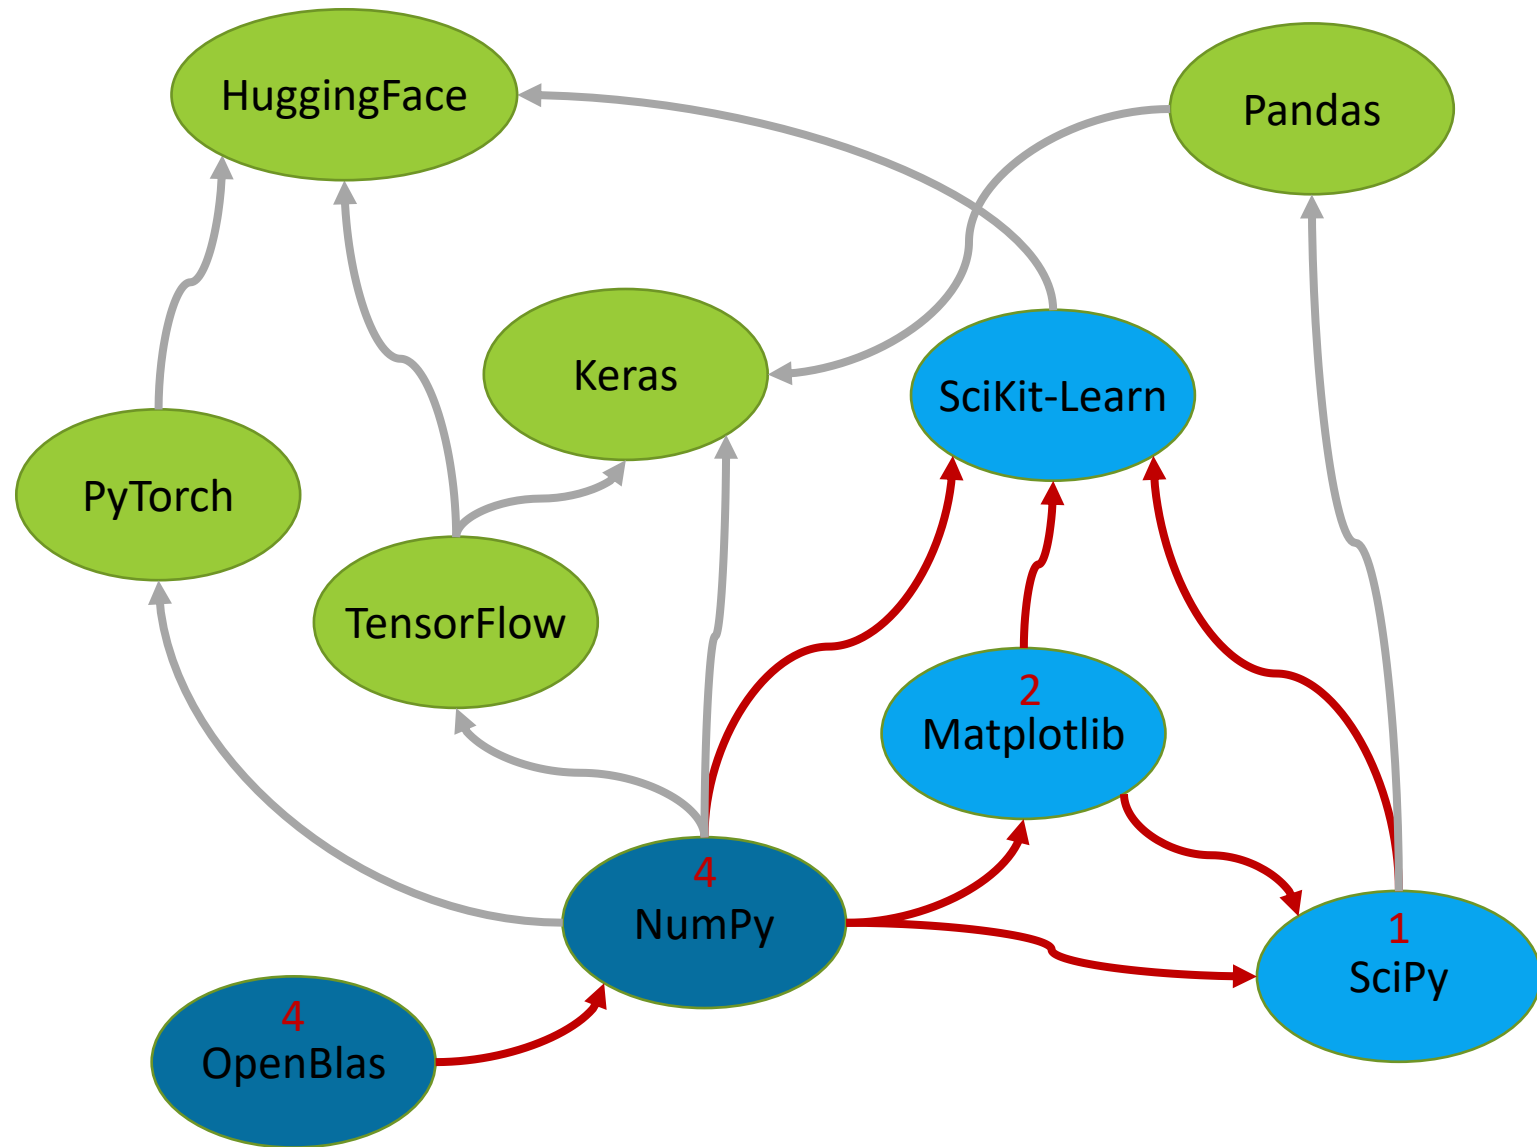 HuggingFace
Pandas
Keras
SciKit-Learn
PyTorch
TensorFlow
2
Matplotlib
4
NumPy
1
SciPy
4
OpenBlas